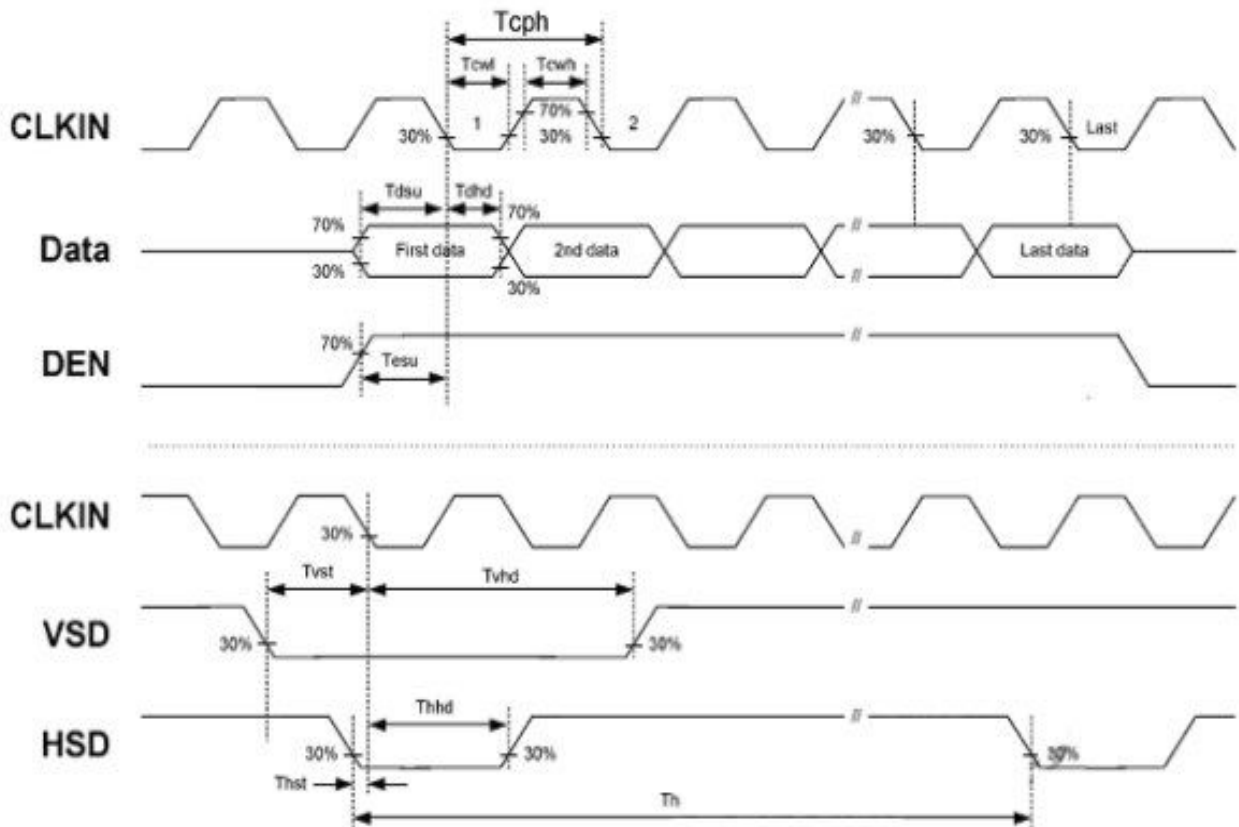 Tcph
Tcwl
Tcwh
CLKIN
30%
1
70%
30%
2
//
30%
30%
Last
Tdsu
Tdhd
70%
70%
Data
First data
2nd data
//
Last data
30%
30%
70%
DEN
Tesu
//
CLKIN
30%
//
Tvst
Tvhd
VSD
30%
30%
//
Thhd
HSD
30%
30%
//
30%
Thst
Th